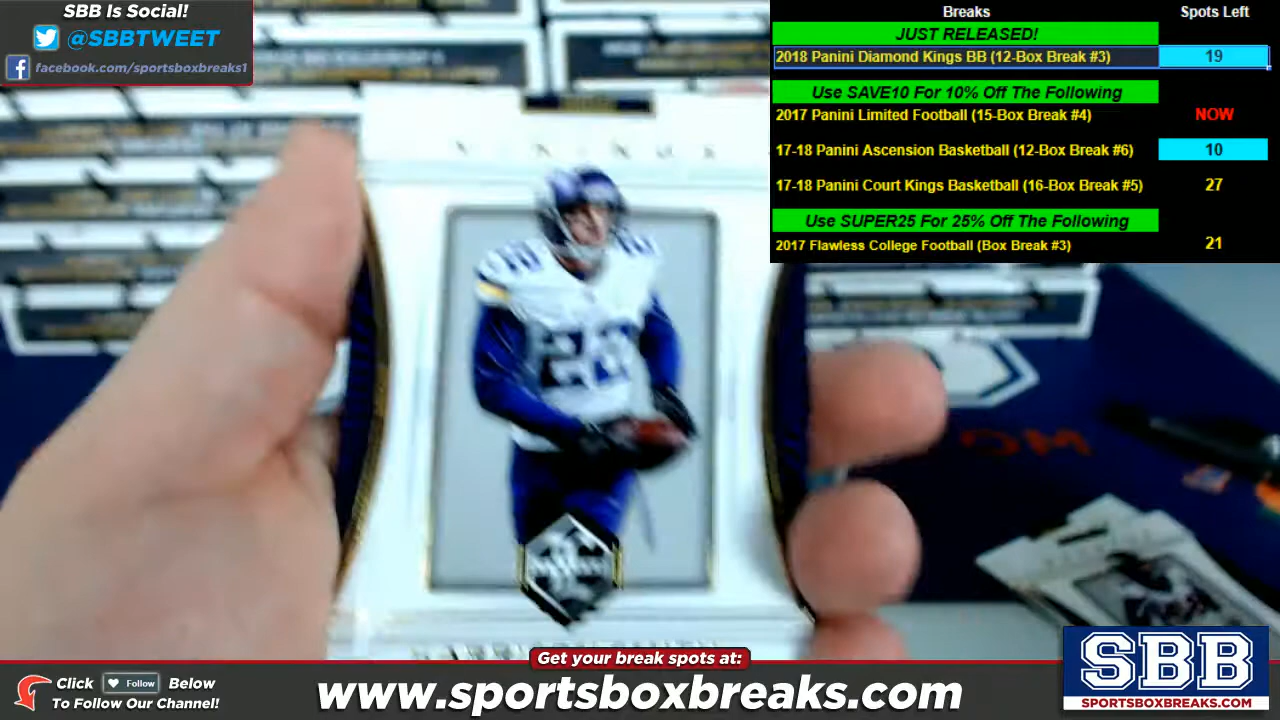 SBB Is Social!
@SBBTWEET
facebook.com/sportsboxbreaks1
Breaks Spots Left
JUST RELEASED!
2018 Panini Diamond Kings BB (12-Box Break #3) 19
Use SAVE10 For 10% Off The Following
2017 Panini Limited Football (15-Box Break #4) NOW
17-18 Panini Ascension Basketball (12-Box Break #6) 10
17-18 Panini Court Kings Basketball (16-Box Break #5) 27
Use SUPER25 For 25% Off The Following
2017 Flawless College Football (Box Break #3) 21
VIKINGS
22
Get your break spots at:
Click Follow Below
To Follow Our Channel!
www.sportsboxbreaks.com
SBB
SPORTSBOXBREAKS.COM